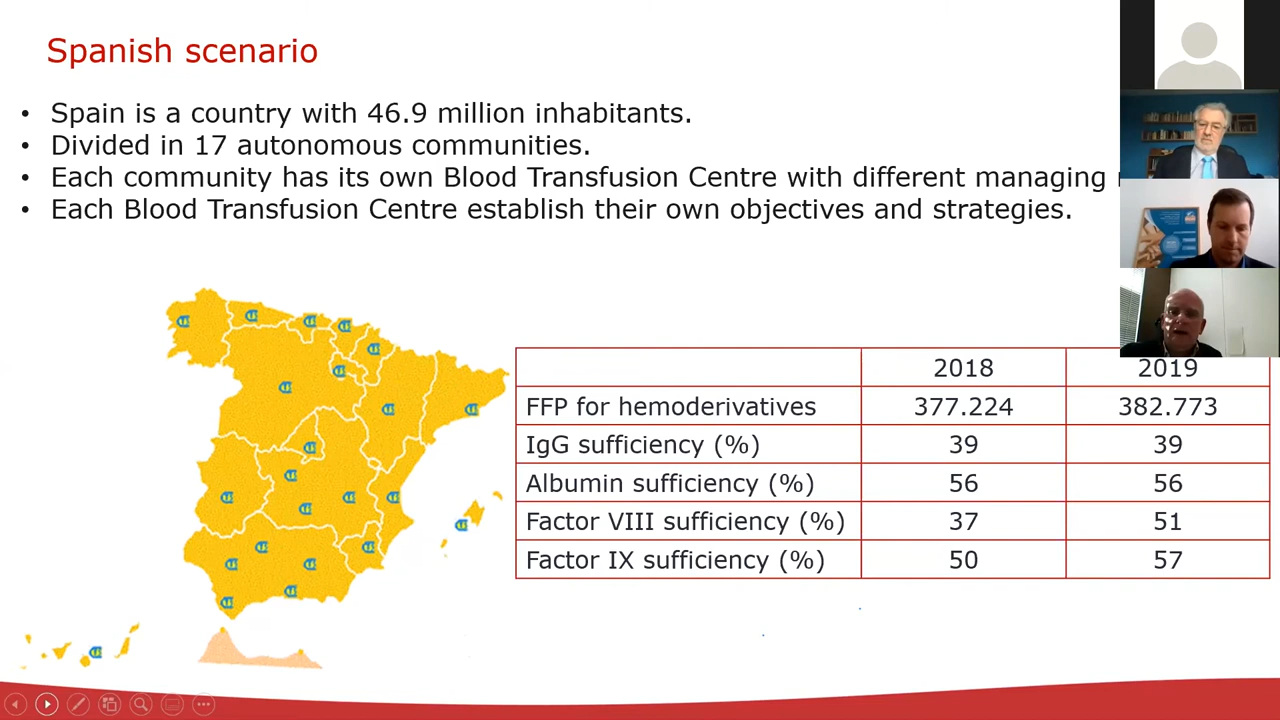 Spanish scenario
• Spain is a country with 46.9 million inhabitants.
• Divided in 17 autonomous communities.
• Each community has its own Blood Transfusion Centre with different managing
• Each Blood Transfusion Centre establish their own objectives and strategies.
2018 2019
FFP for hemoderivatives 377.224 382.773
IgG sufficiency (%) 39 39
Albumin sufficiency (%) 56 56
Factor VIII sufficiency (%) 37 51
Factor IX sufficiency (%) 50 57